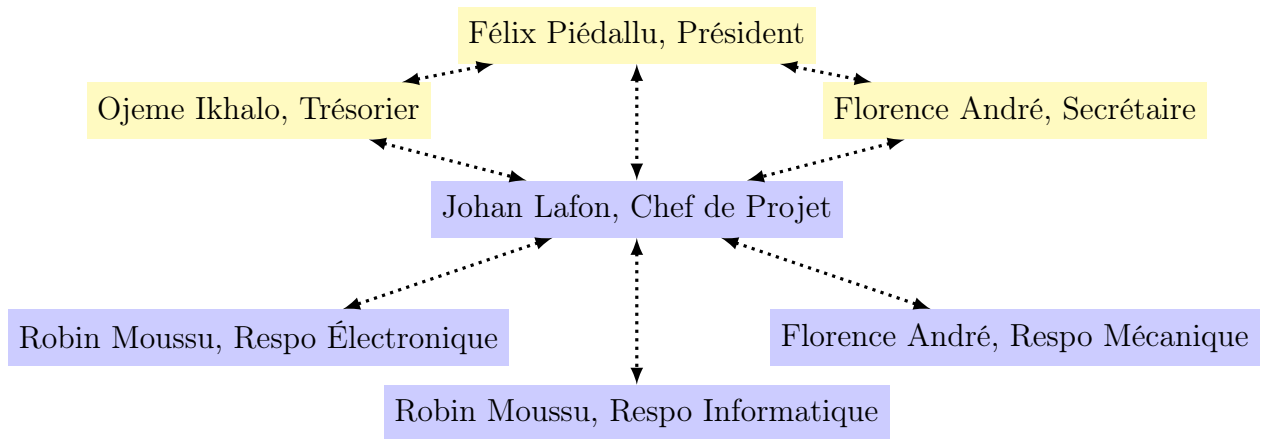 Félix Piédallu, Président
Ojeme Ikhalo, Trésorier
Florence André, Secrétaire
Johan Lafon, Chef de Projet
Robin Moussu, Respo Électronique
Florence André, Respo Mécanique
Robin Moussu, Respo Informatique